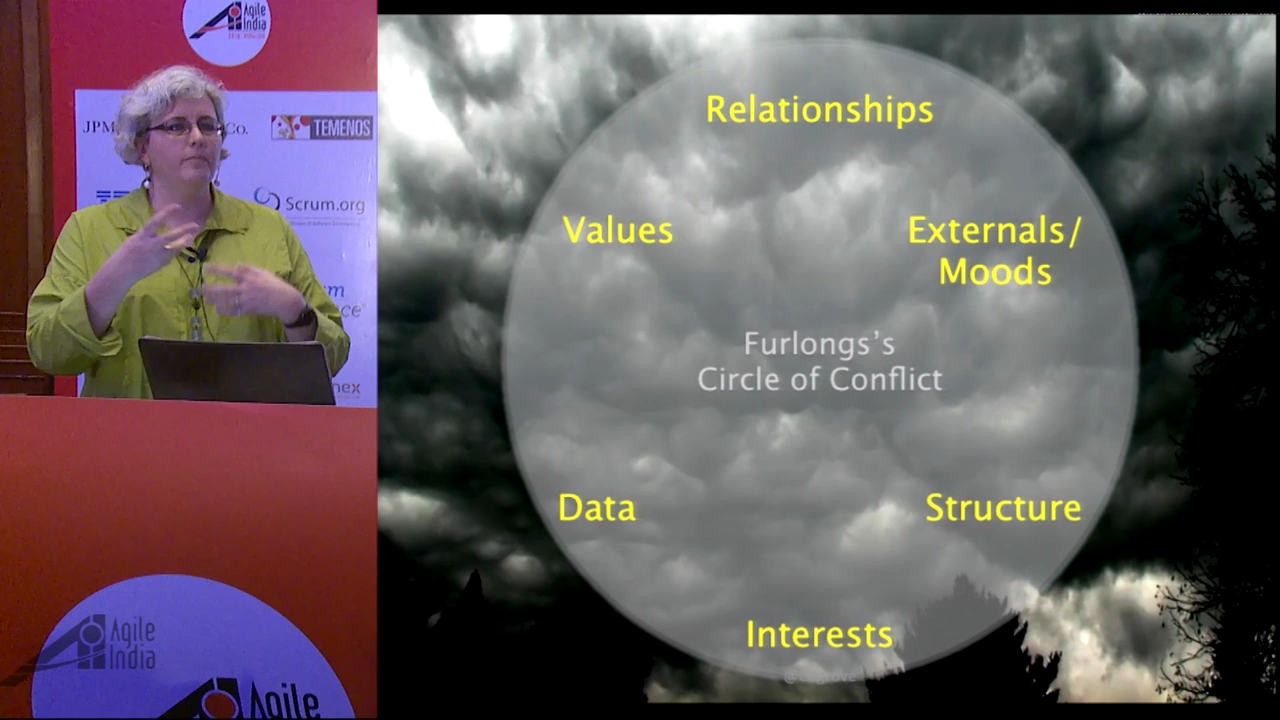 Agile
India
JPM
Co.
TEMENOS
Scrum.org
Relationships
Values
Externals/
Moods
Furlongs's
Circle of Conflict
Data
Structure
Interests
Agile
India
Agile